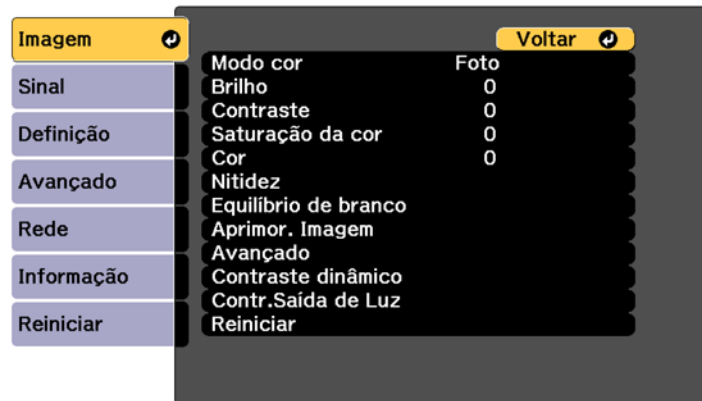 Imagem
Sinal
Definição
Avançado
Rede
Informação
Reiniciar
Voltar
Modo cor Foto
Brilho 0
Contraste 0
Saturação da cor 0
Cor 0
Nitidez
Equilíbrio de branco
Aprimor. Imagem
Avançado
Contraste dinâmico
Contr.Saída de Luz
Reiniciar